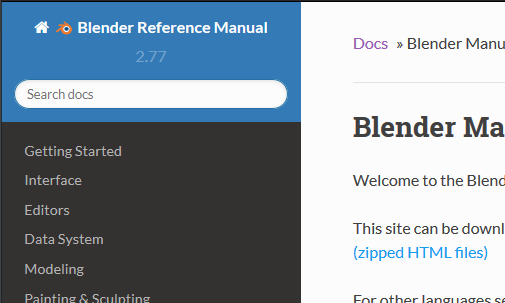 Blender Reference Manual
2.77
Search docs
Getting Started
Interface
Editors
Data System
Modeling
Painting & Sculpting
Docs » Blender Manu
Blender Ma
Welcome to the Blend
This site can be downl
(zipped HTML files)
For other languages se